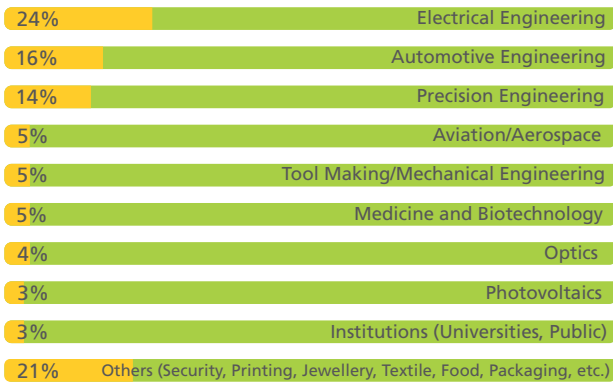 24% Electrical Engineering
16% Automotive Engineering
14% Precision Engineering
5% Aviation/Aerospace
5% Tool Making/Mechanical Engineering
5% Medicine and Biotechnology
4% Optics
3% Photovoltaics
3% Institutions (Universities, Public)
21% Others (Security, Printing, Jewellery, Textile, Food, Packaging, etc.)